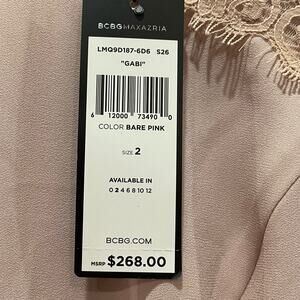 BCBGMAXAZRIA
LMQ9D187-6D6 S26
"GABI"
6 12000 73490 0
COLOR BARE PINK
SIZE 2
AVAILABLE IN
0 2 4 6 8 10 12
BCBG.COM
MSRP $268.00